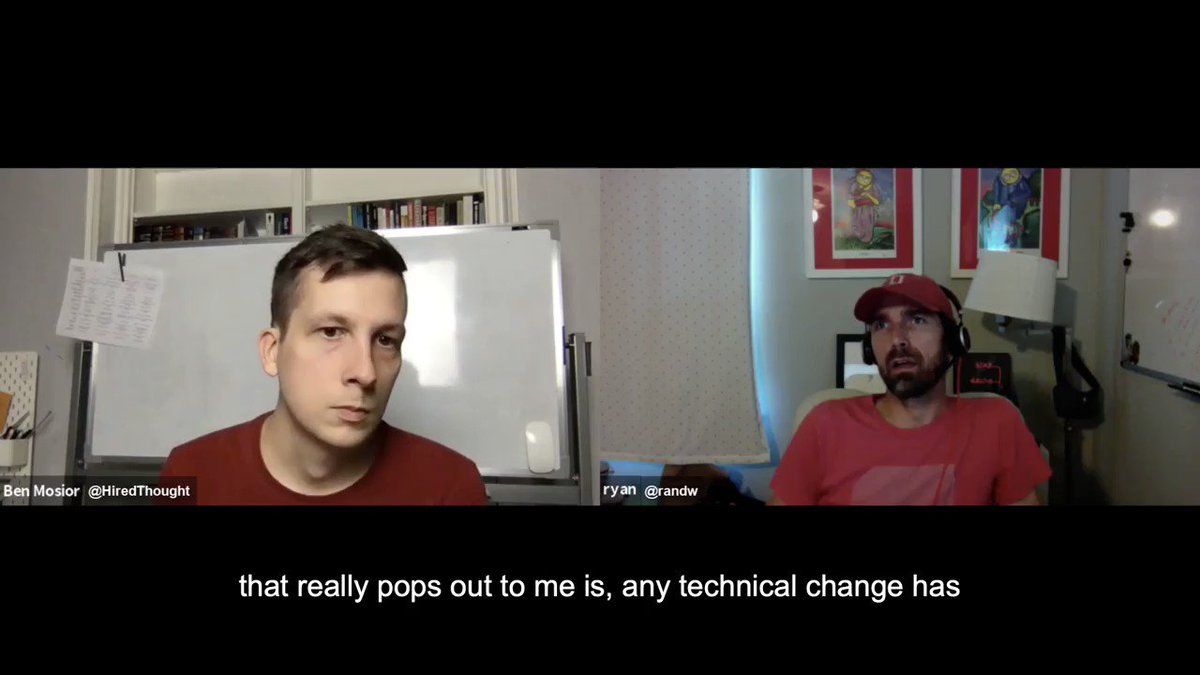 Ben Mosior @HiredThought
ryan @randw
that really pops out to me is, any technical change has